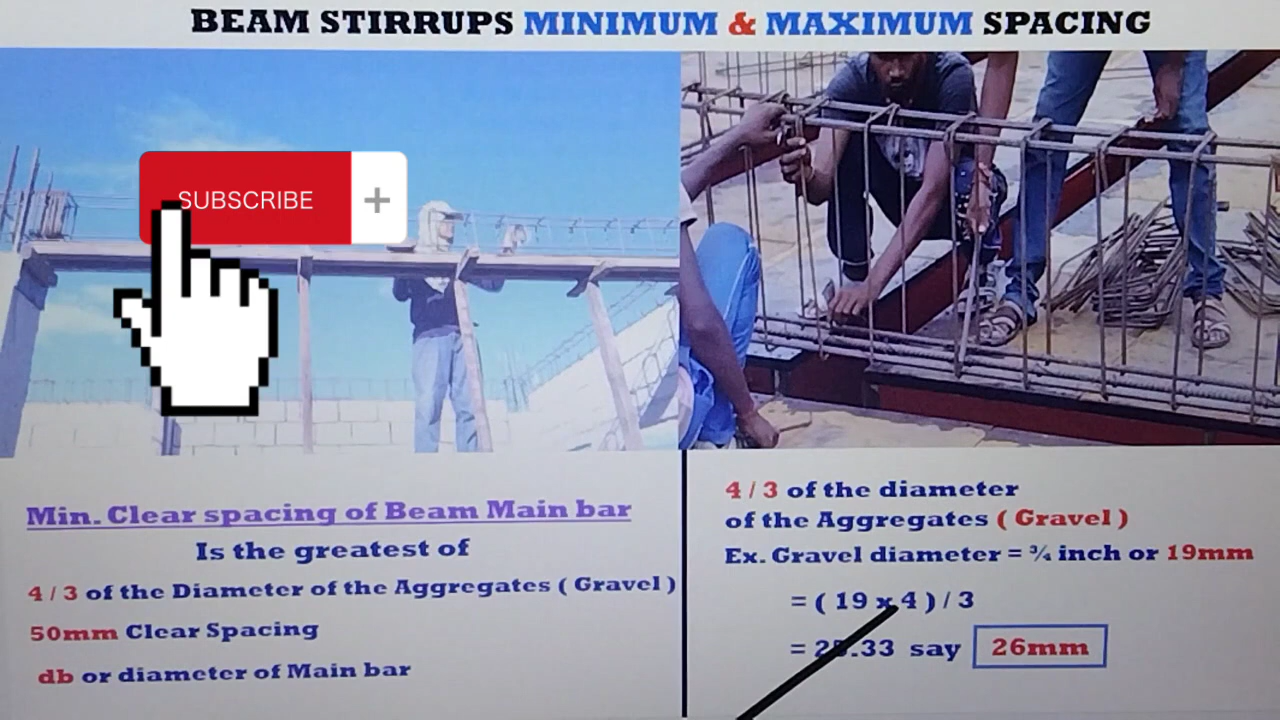 BEAM STIRRUPS MINIMUM & MAXIMUM SPACING
SUBSCRIBE +
Min. Clear spacing of Beam Main bar
Is the greatest of
4 / 3 of the Diameter of the Aggregates ( Gravel )
50mm Clear Spacing
db or diameter of Main bar
4 / 3 of the diameter
of the Aggregates ( Gravel )
Ex. Gravel diameter = ¾ inch or 19mm
= ( 19 x 4 ) / 3
= 25.33 say 26mm